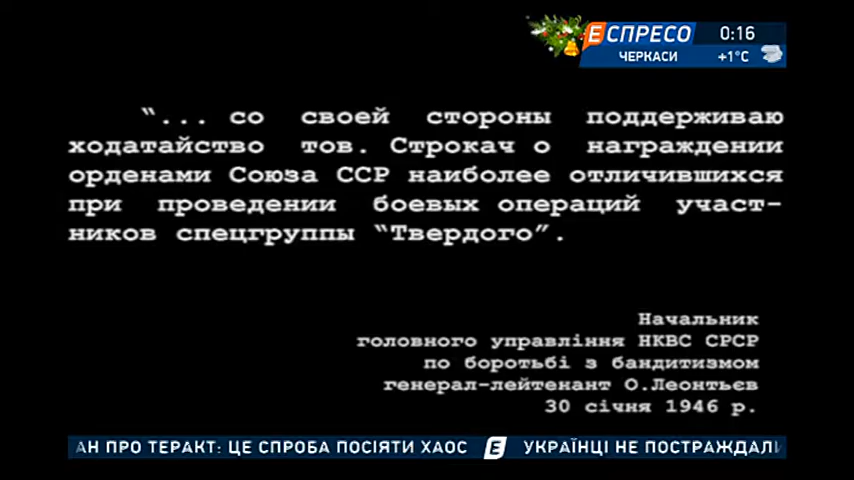 ЕСПРЕСО 0:16
ЧЕРКАСИ +1°C
“... со своей стороны поддерживаю
ходатайство тов. Строкач о награждении
орденами Союза ССР наиболее отличившихся
при проведении боевых операций участ-
ников спецгруппы “Твердого”.
Начальник
головного управління НКВС СРСР
по боротьбі з бандитизмом
генерал-лейтенант О.Леонтьєв
30 січня 1946 р.
АН ПРО ТЕРАКТ: ЦЕ СПРОБА ПОСІЯТИ ХАОС Е УКРАЇНЦІ НЕ ПОСТРАЖДАЛИ